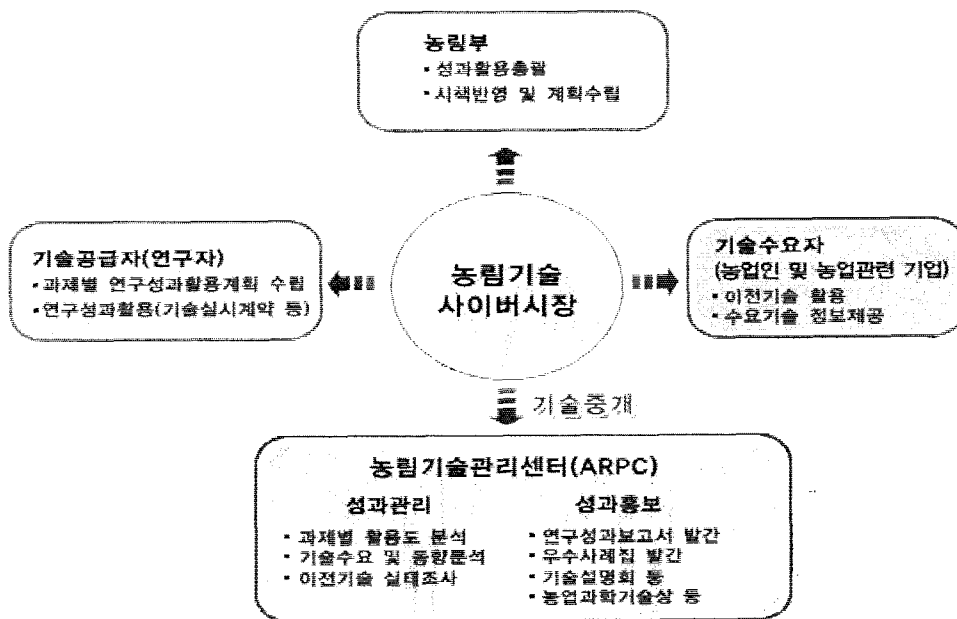 농림부
▪ 성과활용총괄
▪ 시책반영 및 계획수립
기술공급자(연구자)
▪과제별 연구성과활용계획 수립
▪연구성과활용(기술실시계약 등)
농림기술
사이버시장
기술수요자
(농업인 및 농업관련 기업)
▪ 이전기술 활용
▪ 수요기술 정보제공
기술중개
농림기술관리센터(ARPC)
성과관리
▪ 과제별 활용도 분석
▪ 기술수요 및 동향분석
▪ 이전기술 실태조사
성과홍보
▪ 연구성과보고서 발간
▪ 우수사례집 발간
▪ 기술설명회 등
▪ 농업과학기술상 등